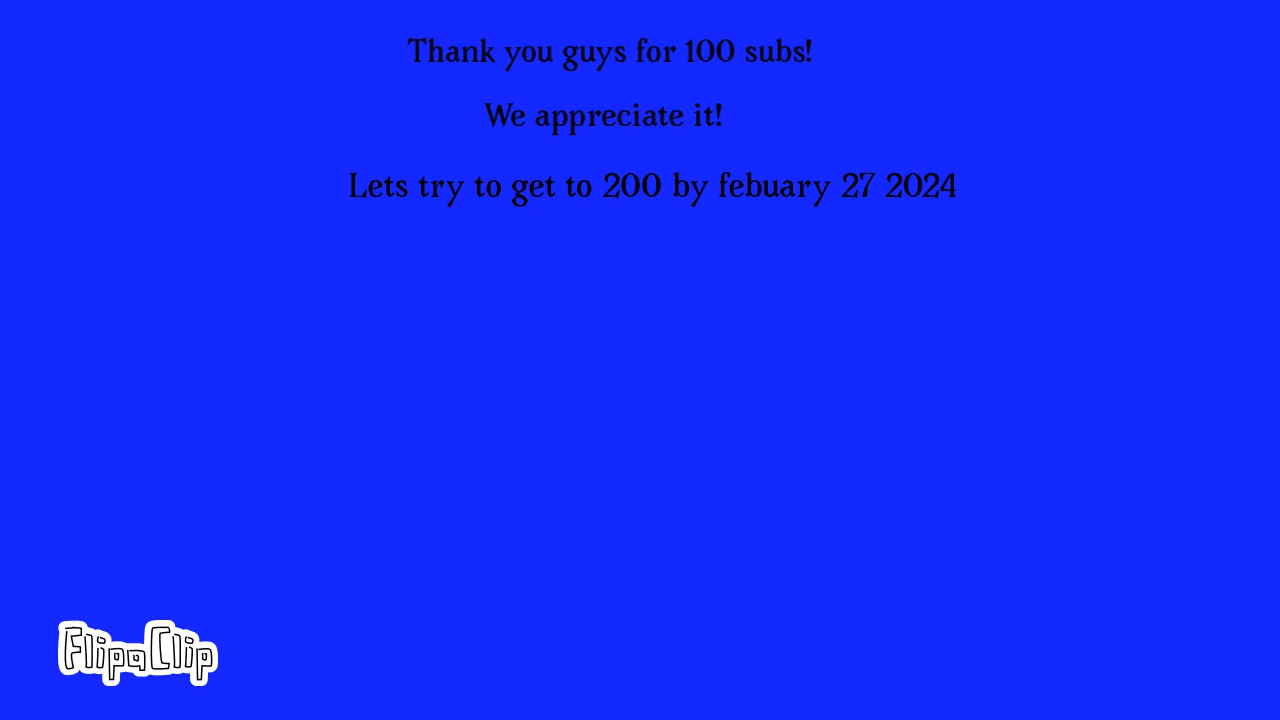 Thank you guys for 100 subs!
We appreciate it!
Lets try to get to 200 by febuary 27 2024
FlipaClip